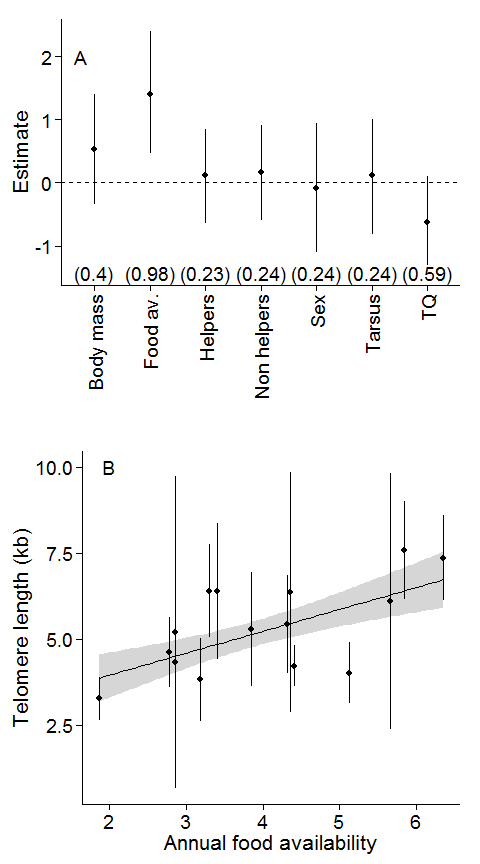 A
Estimate
2
1
0
-1
(0.4) (0.98) (0.23) (0.24) (0.24) (0.24) (0.59)
Body mass
Food av.
Helpers
Non helpers
Sex
Tarsus
TQ
B
Telomere length (kb)
10.0
7.5
5.0
2.5
2 3 4 5 6
Annual food availability